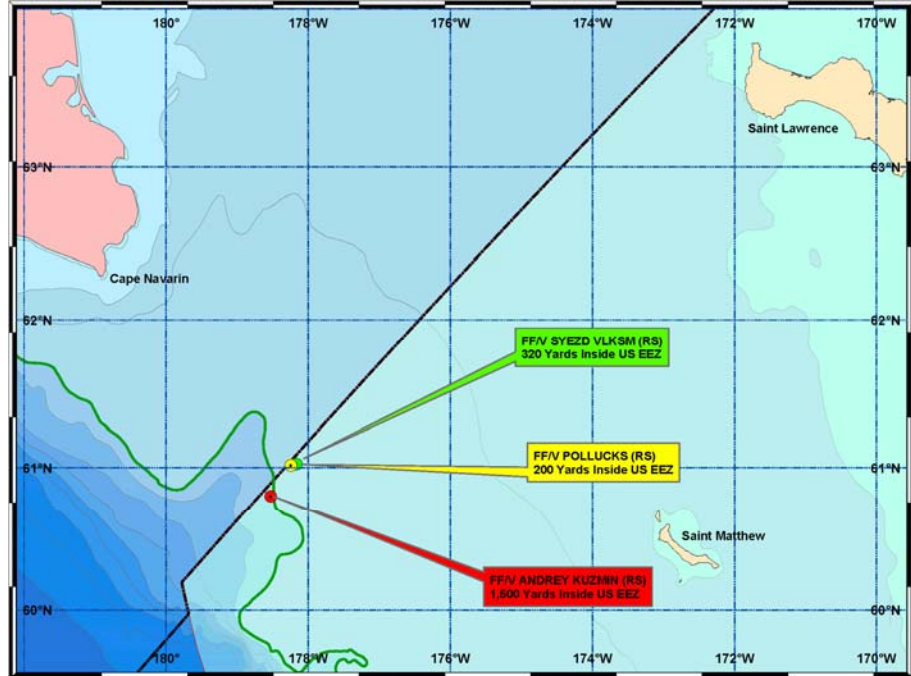 180°
178°W
176°W
174°W
172°W
170°W
Saint Lawrence
63°N
63°N
Cape Navarin
62°N
62°N
FF/V SYEZD VLKSM (RS)
320 Yards Inside US EEZ
FF/V POLLUCKS (RS)
200 Yards Inside US EEZ
61°N
61°N
Saint Matthew
FF/V ANDREY KUZMIN (RS)
1,500 Yards Inside US EEZ
60°N
60°N
180°
178°W
176°W
174°W
172°W
170°W